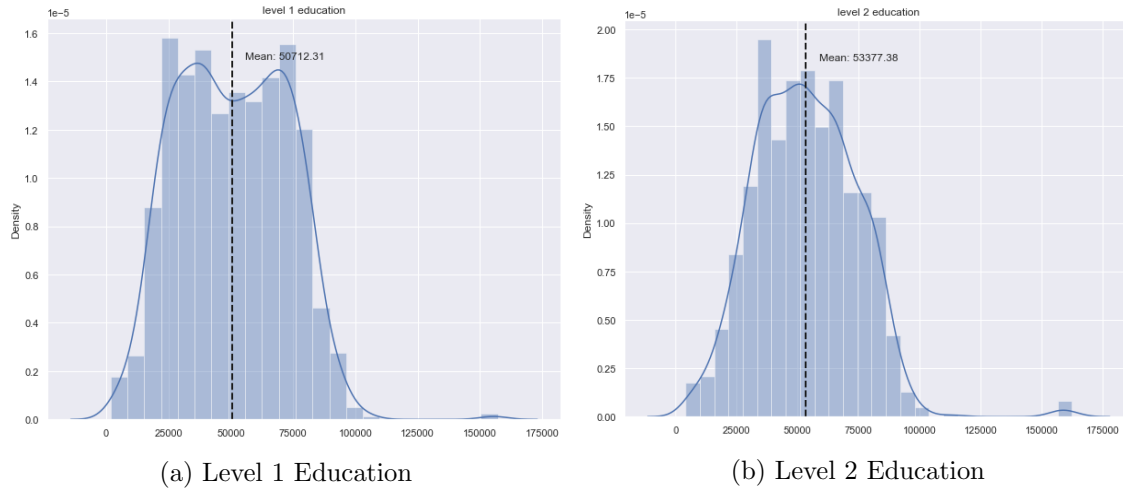 level 1 education
1e−5
Mean: 50712.31
Density
1.6
1.4
1.2
1.0
0.8
0.6
0.4
0.2
0.0
0 25000 50000 75000 100000 125000 150000 175000
(a) Level 1 Education
level 2 education
1e−5
Mean: 53377.38
Density
2.00
1.75
1.50
1.25
1.00
0.75
0.50
0.25
0.00
0 25000 50000 75000 100000 125000 150000 175000
(b) Level 2 Education